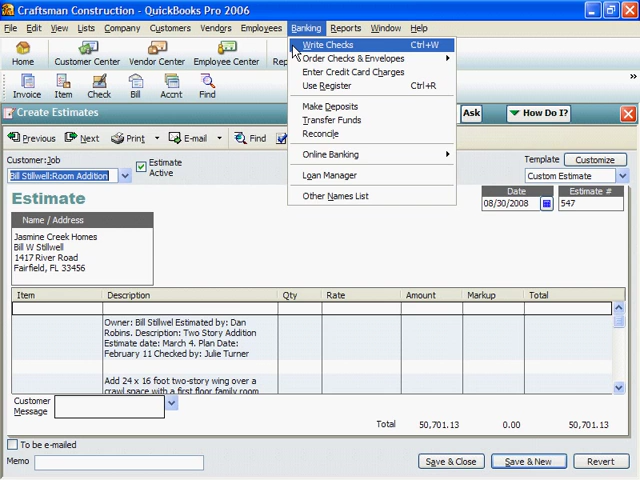 Craftsman Construction - QuickBooks Pro 2006
File Edit View Lists Company Customers Vendors Employees Banking Reports Window Help
Home Customer Center Vendor Center Employee Center
Invoice Item Check Accnt Find
Write Checks Ctrl+W
Order Checks & Envelopes
Enter Credit Card Charges
Use Register Ctrl+R
Make Deposits
Transfer Funds
Reconcile
Online Banking
Loan Manager
Other Names List
Create Estimates
Ask How Do I?
Previous Next Print E-mail Find
Customer:Job
Bill Stilwell:Room Addition
Estimate
Active
Template Customize
Custom Estimate
Estimate
Date Estimate #
08/30/2008 547
Name / Address
Jasmine Creek Homes
Bill W Stillwell
1417 River Road
Fairfield, FL 33456
Item Description Qty Rate Amount Markup Total
Owner: Bill Stillwel Estimated by: Dan
Robins. Description: Two Story Addition
Estimate date: March 4. Plan Date:
February 11 Checked by: Julie Turner
Add 24 x 16 foot two-story wing over a
crawl space with a first floor family room
Customer
Message
Total 50,701.13 0.00 50,701.13
To be e-mailed
Memo
Save & Close Save & New Revert